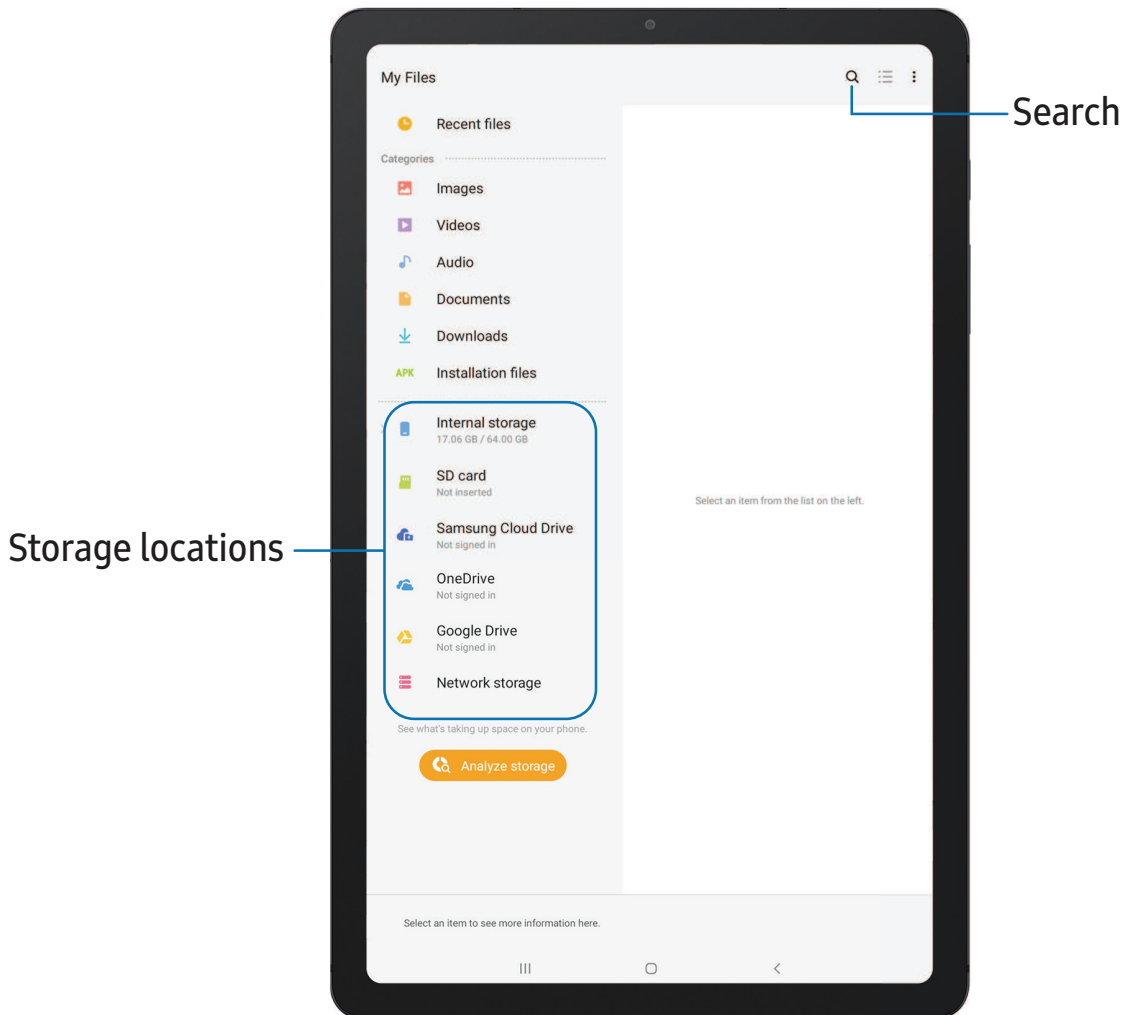 My Files
Search
Recent files
Categories
Images
Videos
Audio
Documents
Downloads
APK Installation files
Internal storage
17.06 GB / 64.00 GB
SD card
Not inserted
Select an item from the list on the left.
Samsung Cloud Drive
Not signed in
Storage locations
OneDrive
Not signed in
Google Drive
Not signed in
Network storage
See what's taking up space on your phone.
Analyze storage
Select an item to see more information here.